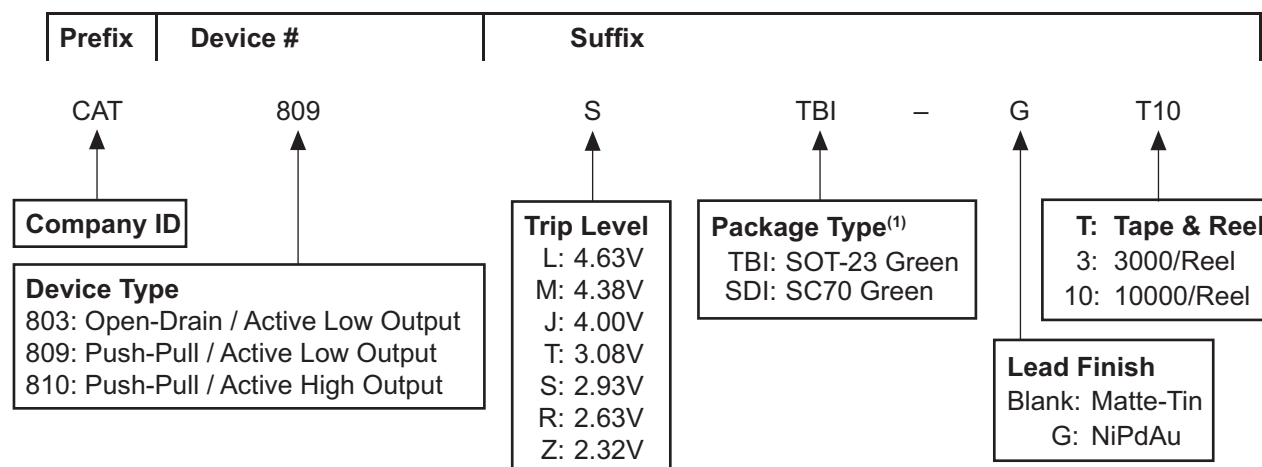 Prefix Device # Suffix
CAT 809 S TBI – G T10
Company ID
Device Type
803: Open-Drain / Active Low Output
809: Push-Pull / Active Low Output
810: Push-Pull / Active High Output
Trip Level
L: 4.63V
M: 4.38V
J: 4.00V
T: 3.08V
S: 2.93V
R: 2.63V
Z: 2.32V
Package Type(1)
TBI: SOT-23 Green
SDI: SC70 Green
T: Tape & Reel
3: 3000/Reel
10: 10000/Reel
Lead Finish
Blank: Matte-Tin
G: NiPdAu